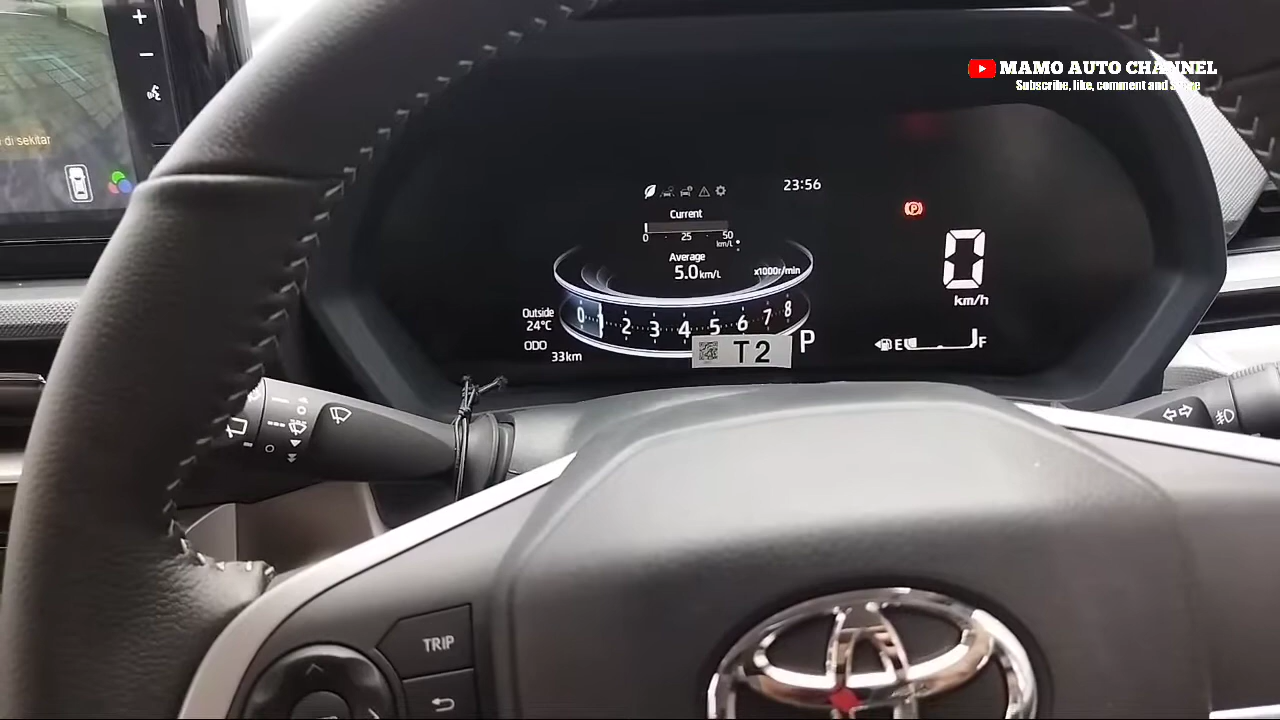 MAMO AUTO CHANNEL
Subscribe, like, comment and share
di sekitar
23:56
Current
0 25 50
km/L
Average
5.0 km/L
x1000r/min
0 1 2 3 4 5 6 7 8
Outside
24°C
ODO
33km
T2
P
0
km/h
E F
TRIP